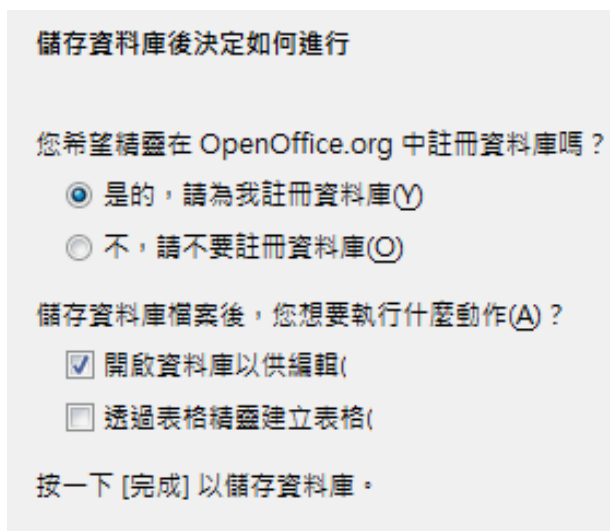 儲存資料庫後決定如何進行
您希望精靈在 OpenOffice.org 中註冊資料庫嗎？
是的，請為我註冊資料庫(Y)
不，請不要註冊資料庫(O)
儲存資料庫檔案後，您想要執行什麼動作(A)？
開啟資料庫以供編輯(
透過表格精靈建立表格(
按一下 [完成] 以儲存資料庫。